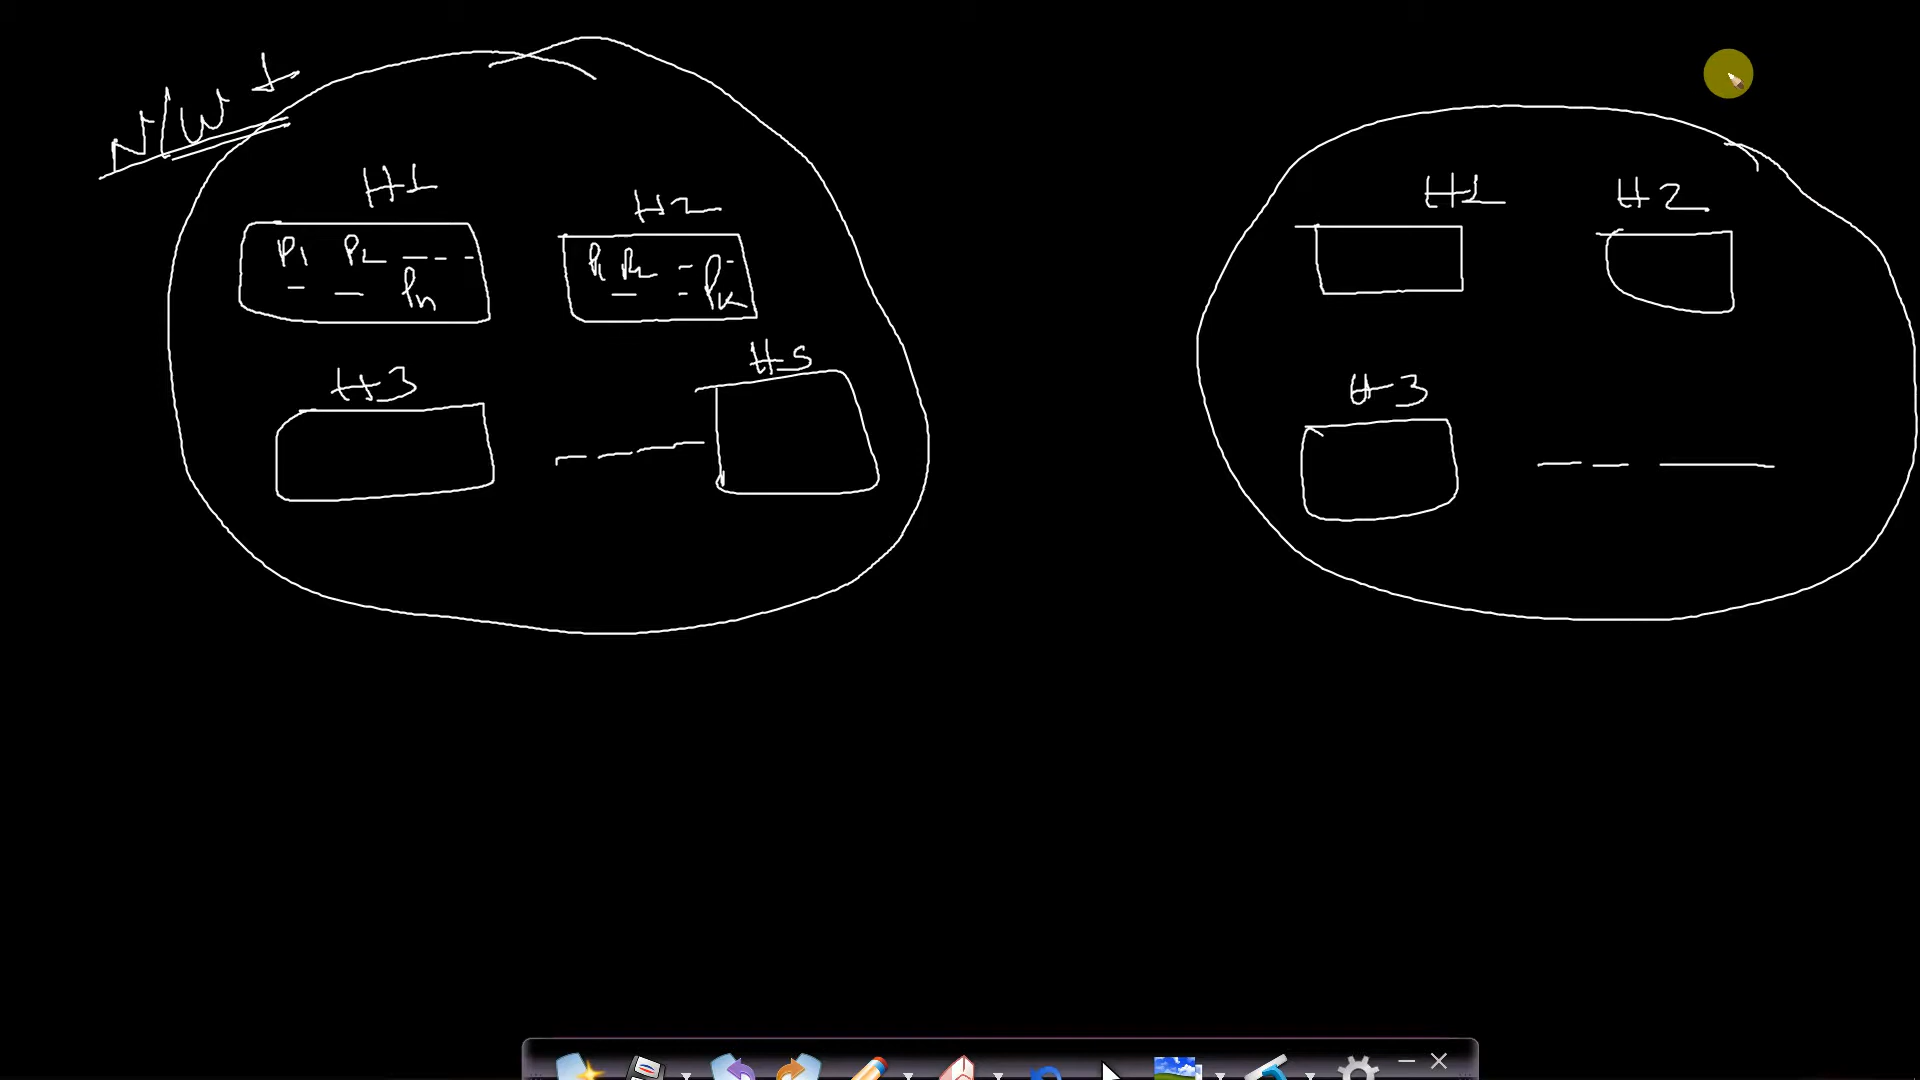 N/W 1
H1
H2
P1 P2 ----
Pn
P1 P2 -- Pk
H3
H5
H1 H2
H3